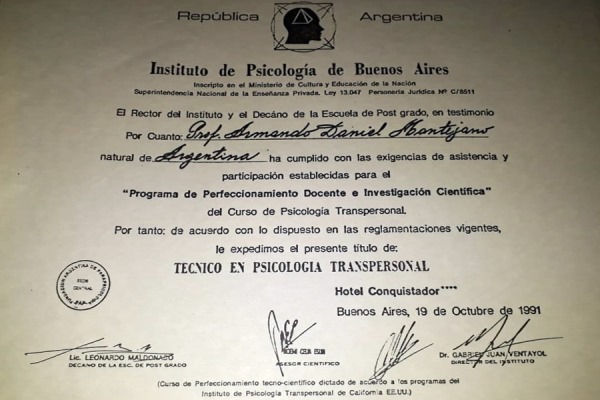 República Argentina
Instituto de Psicología de Buenos Aires
Inscripto en el Ministerio de Cultura y Educación de la Nación
Superintendencia Nacional de la Enseñanza Privada. Ley 13.047 Personería Jurídica Nº C/8511
El Rector del Instituto y el Decáno de la Escuela de Post grado, en testimonio
Por Cuanto: Prof. Armando Daniel Montejano
natural de Argentina ha cumplido con las exigencias de asistencia y
participación establecidas para el
"Programa de Perfeccionamiento Docente e Investigación Científica"
del Curso de Psicología Transpersonal.
Por tanto: de acuerdo con lo dispuesto en las reglamentaciones vigentes,
le expedimos el presente título de:
TECNICO EN PSICOLOGIA TRANSPERSONAL
Hotel Conquistador****
Buenos Aires, 19 de Octubre de 1991
SEDE
CENTRAL
Lic. LEONARDO MALDONADO
DECANO DE LA ESC. DE POST GRADO
ASESOR CIENTIFICO
Dr. GABRIEL JUAN VENTAYOL
DIRECTOR DEL INSTITUTO
(Curso de Perfeccionamiento tecno-científico dictado de acuerdo a los programas del
Instituto de Psicología Transpersonal de California EE.UU.)